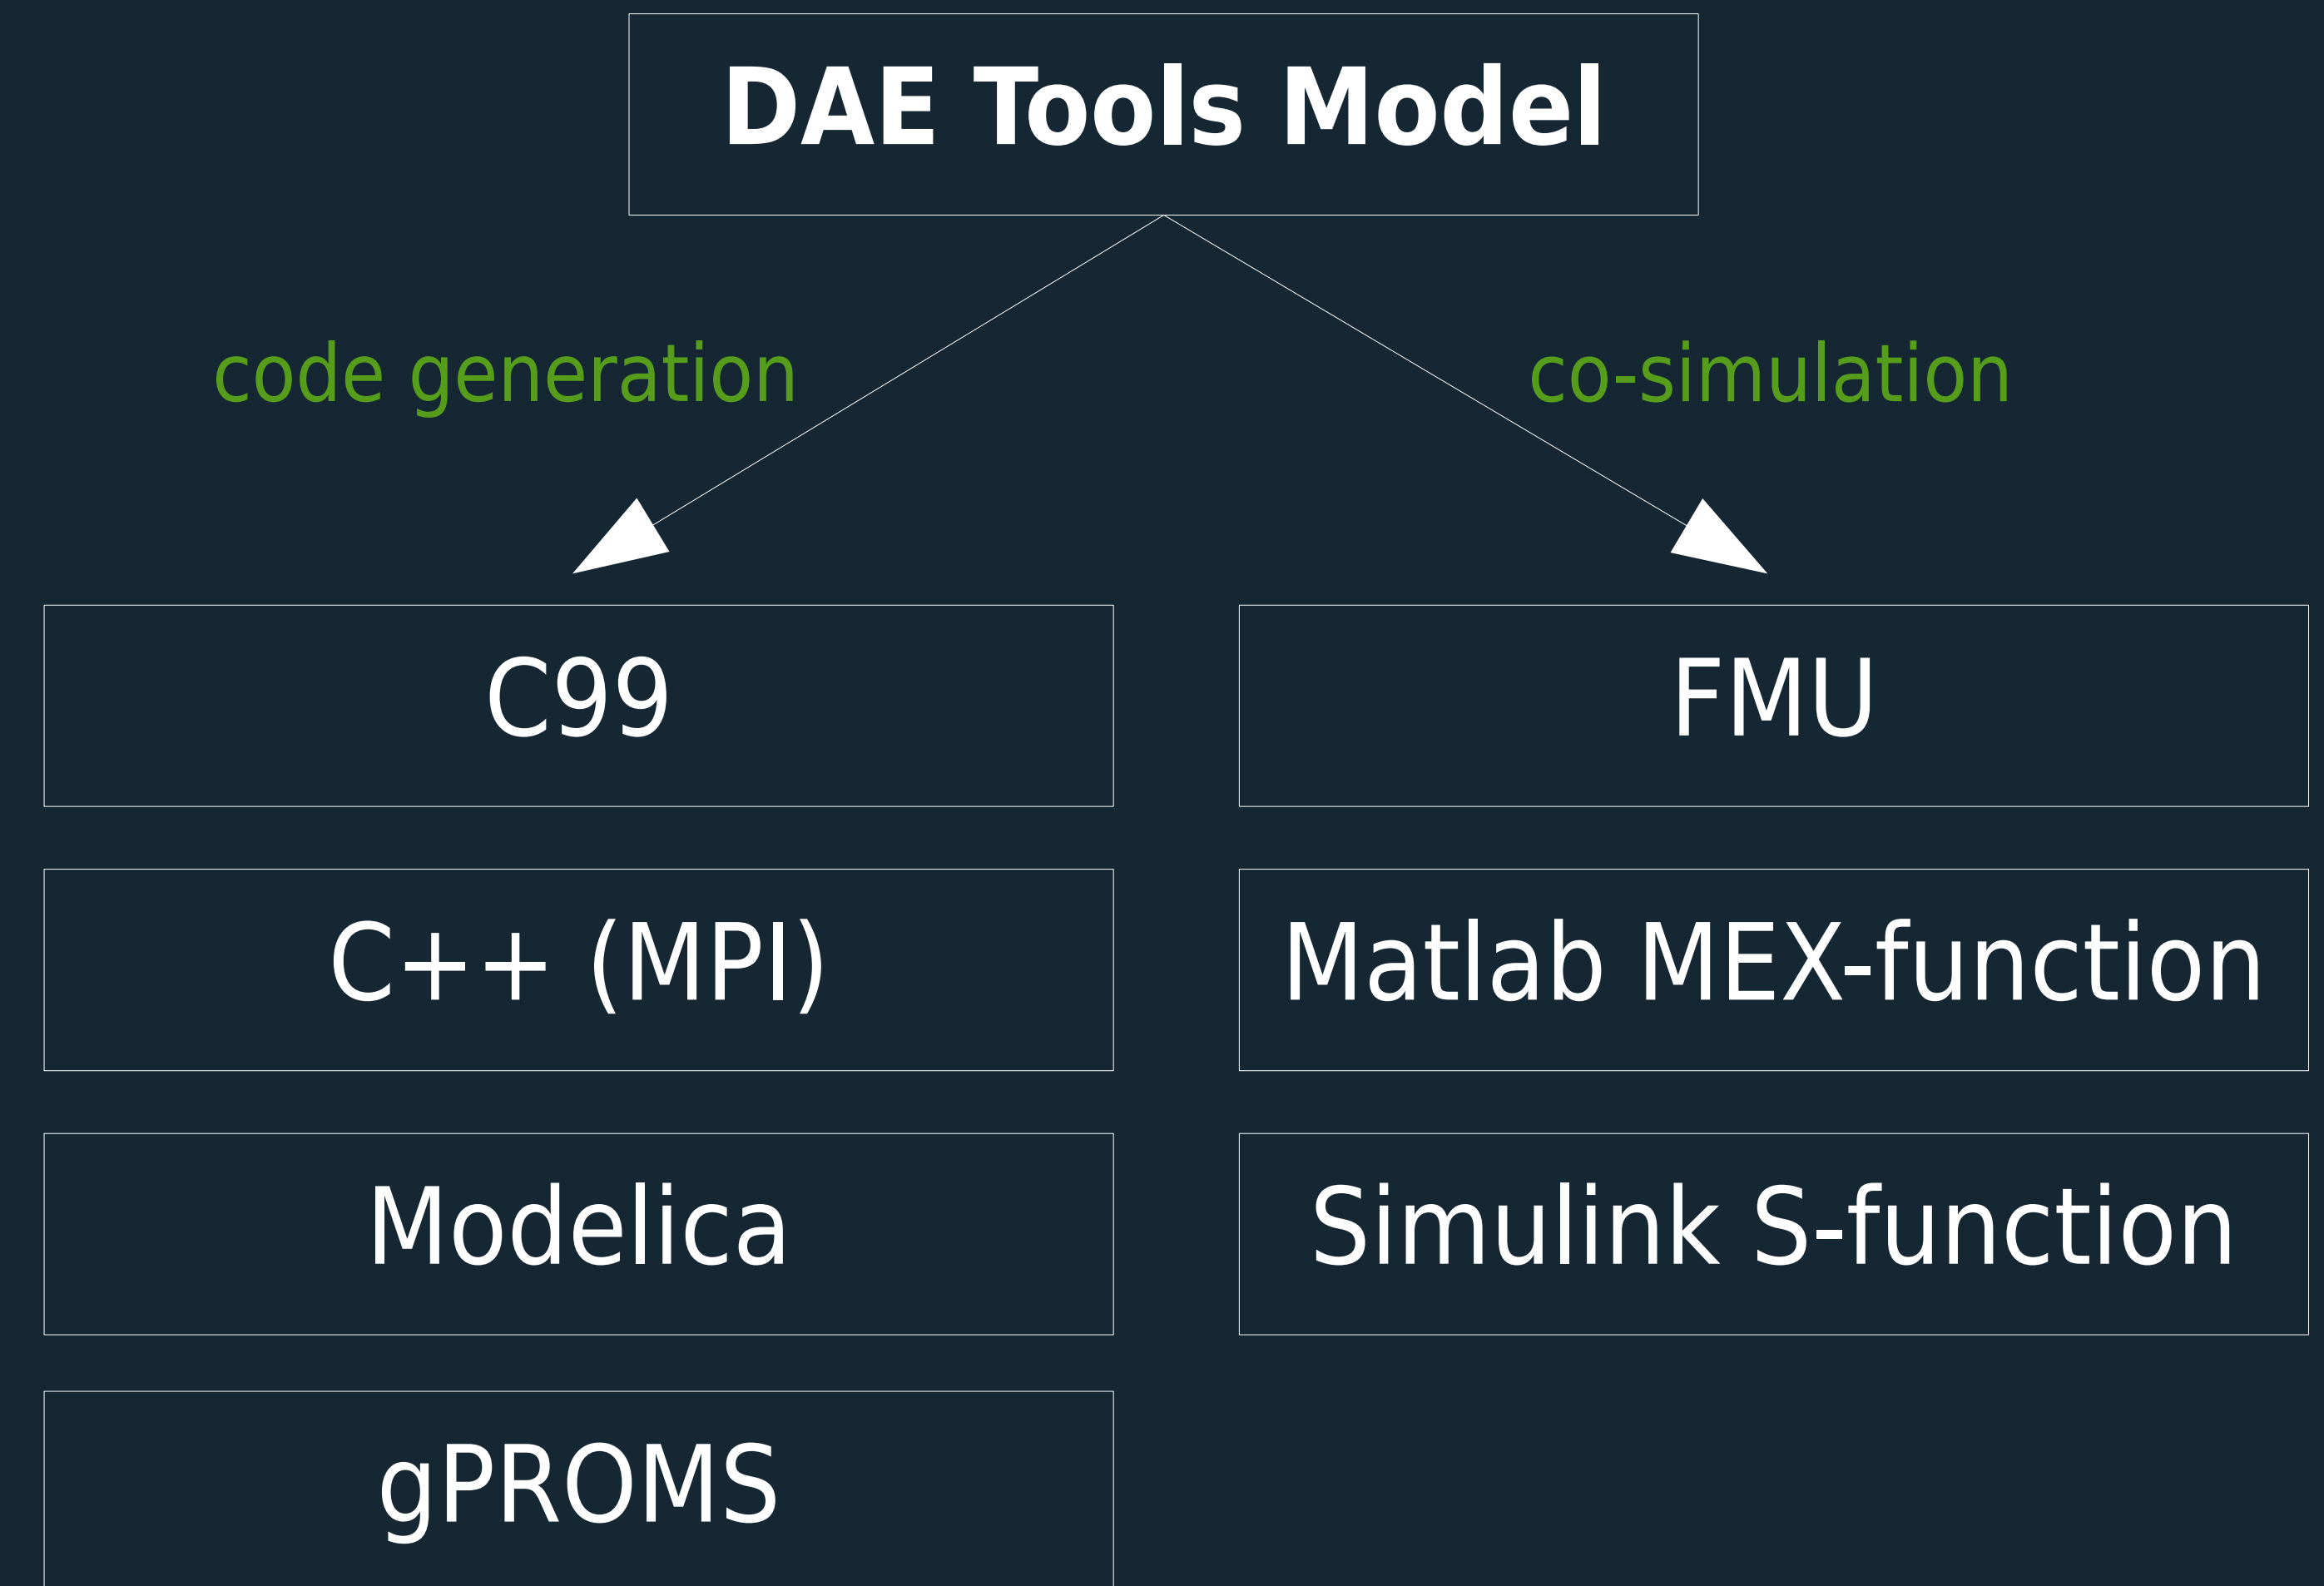 DAE Tools Model
code generation
co-simulation
C99
FMU
C++ (MPI)
Matlab MEX-function
Modelica
Simulink S-function
gPROMS